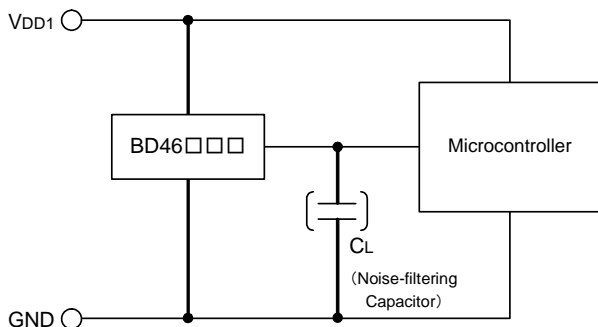 VDD1
BD46□□□
Microcontroller
CL
（Noise-filtering
Capacitor）
GND